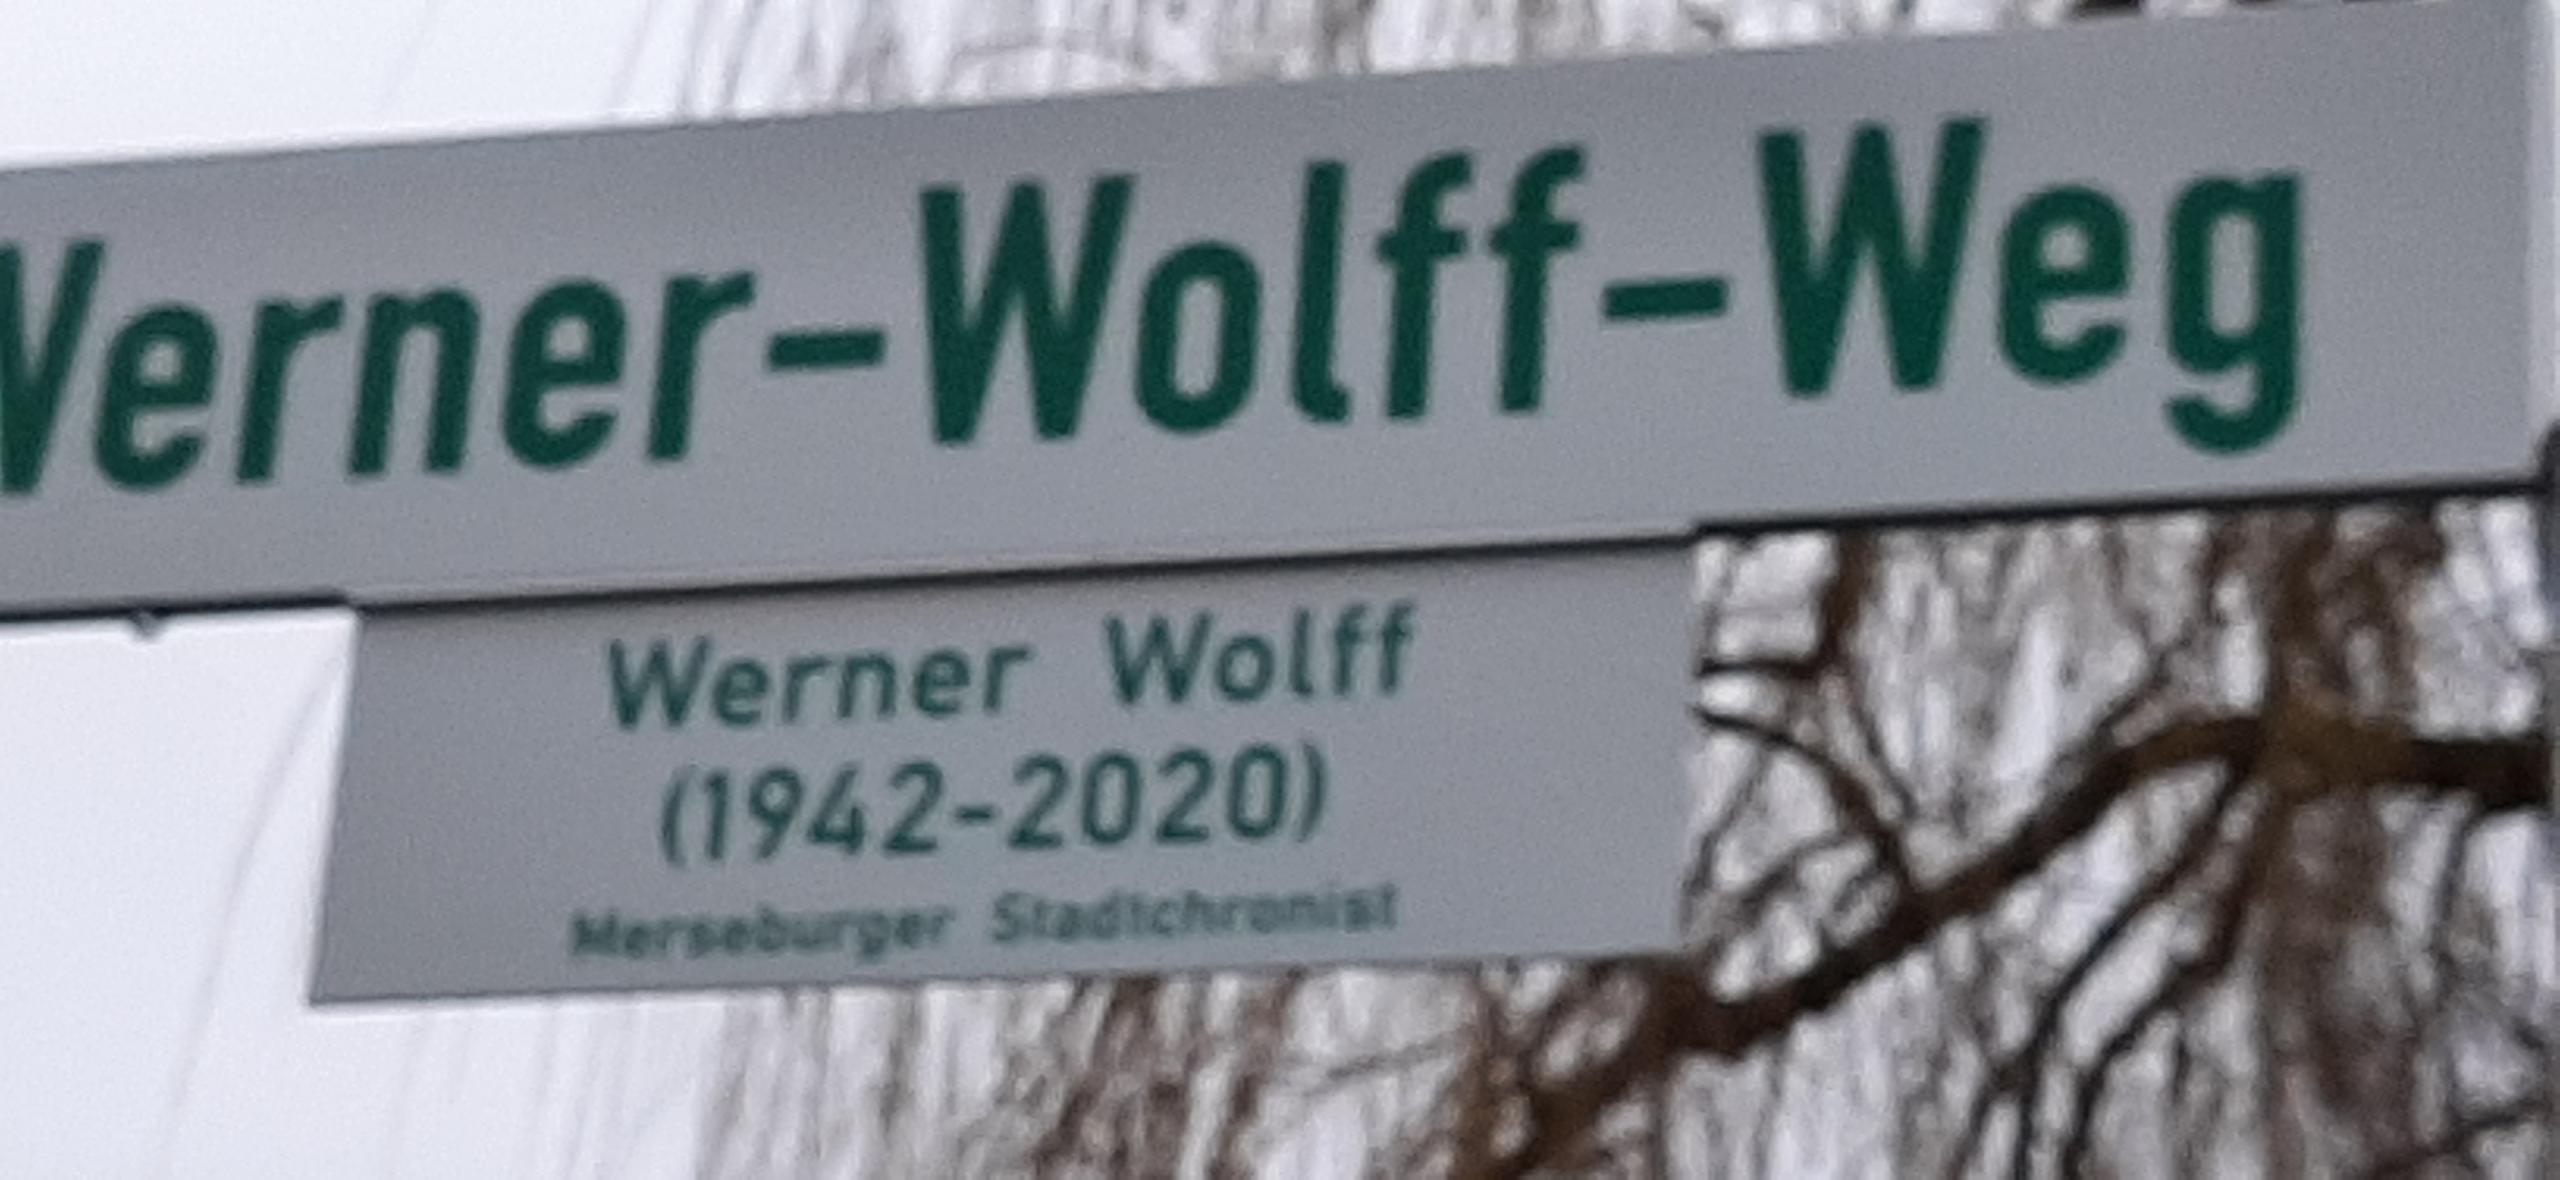 Werner-Wolff-Weg
Werner Wolff
(1942-2020)
Merseburger Stadtchronist